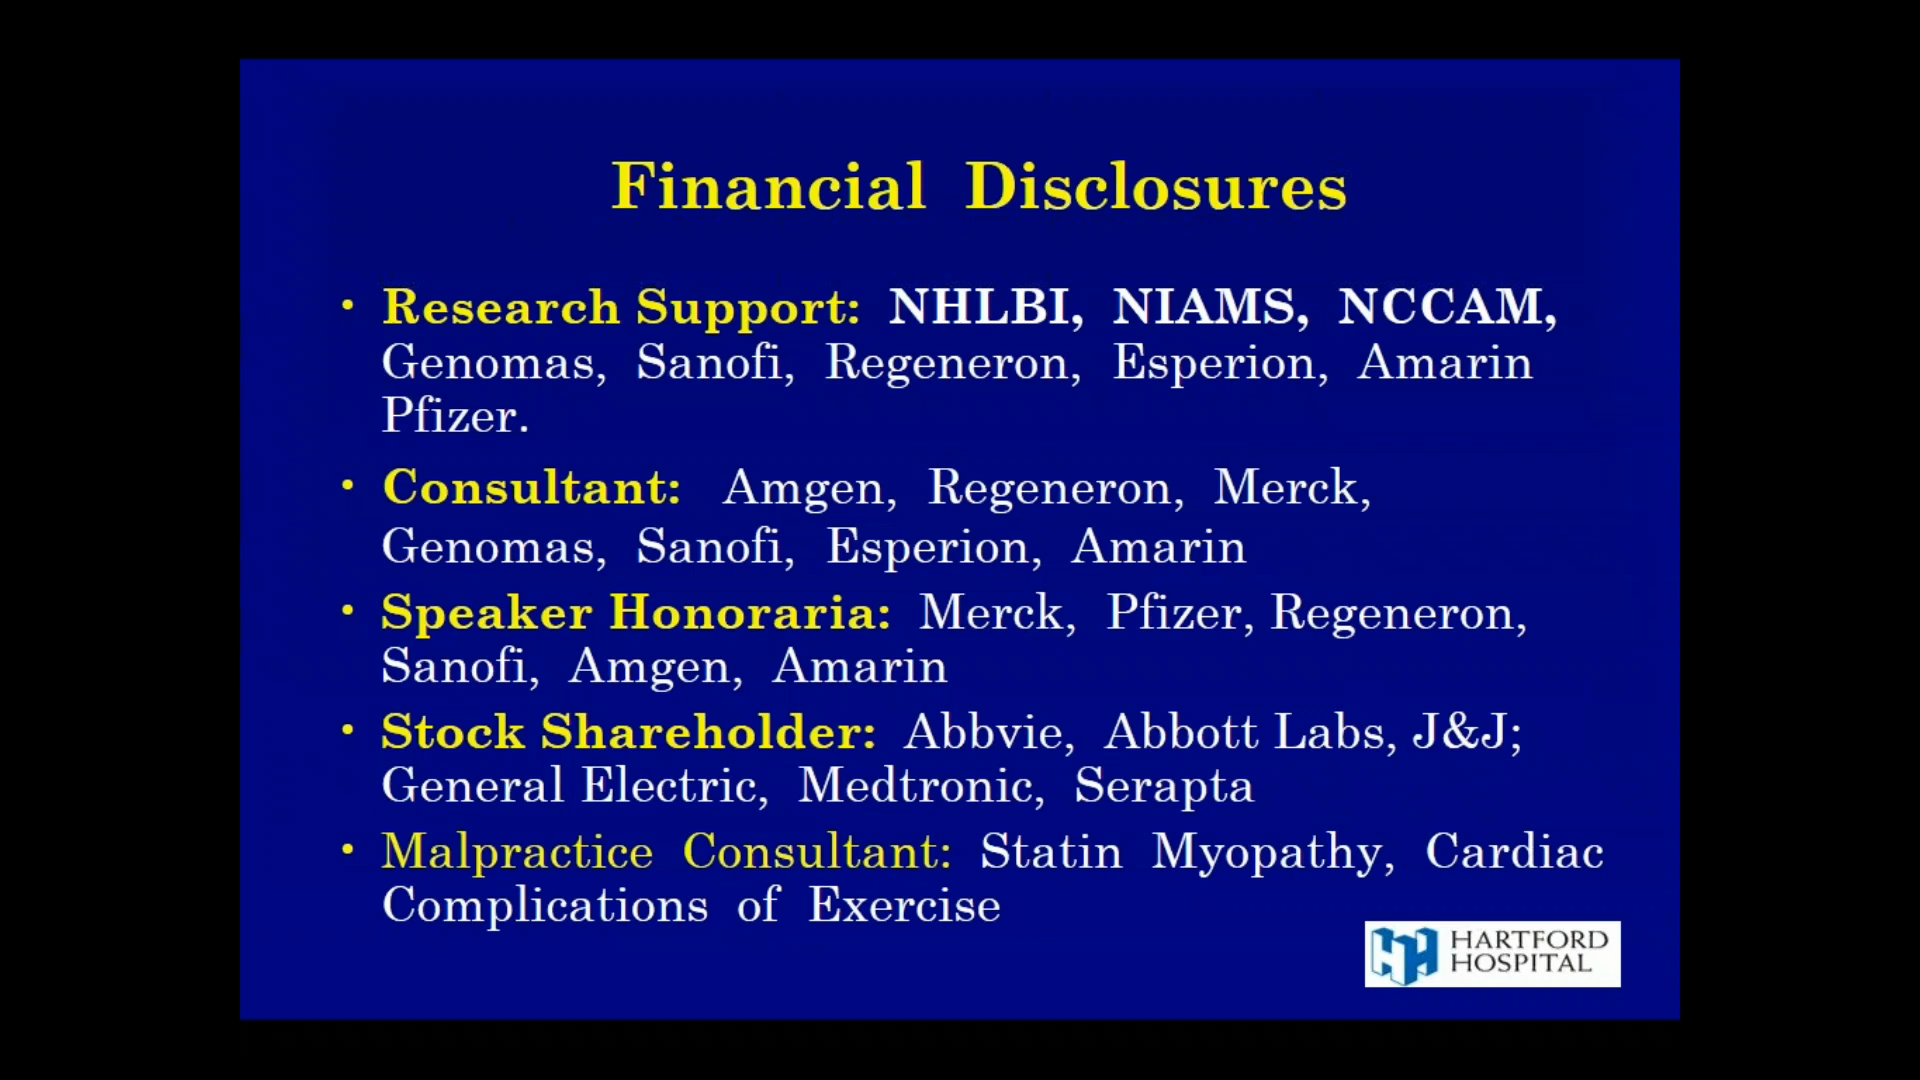 Financial Disclosures
• Research Support: NHLBI, NIAMS, NCCAM,
Genomas, Sanofi, Regeneron, Esperion, Amarin
Pfizer.
• Consultant: Amgen, Regeneron, Merck,
Genomas, Sanofi, Esperion, Amarin
• Speaker Honoraria: Merck, Pfizer, Regeneron,
Sanofi, Amgen, Amarin
• Stock Shareholder: Abbvie, Abbott Labs, J&J;
General Electric, Medtronic, Serapta
• Malpractice Consultant: Statin Myopathy, Cardiac
Complications of Exercise
HARTFORD
HOSPITAL